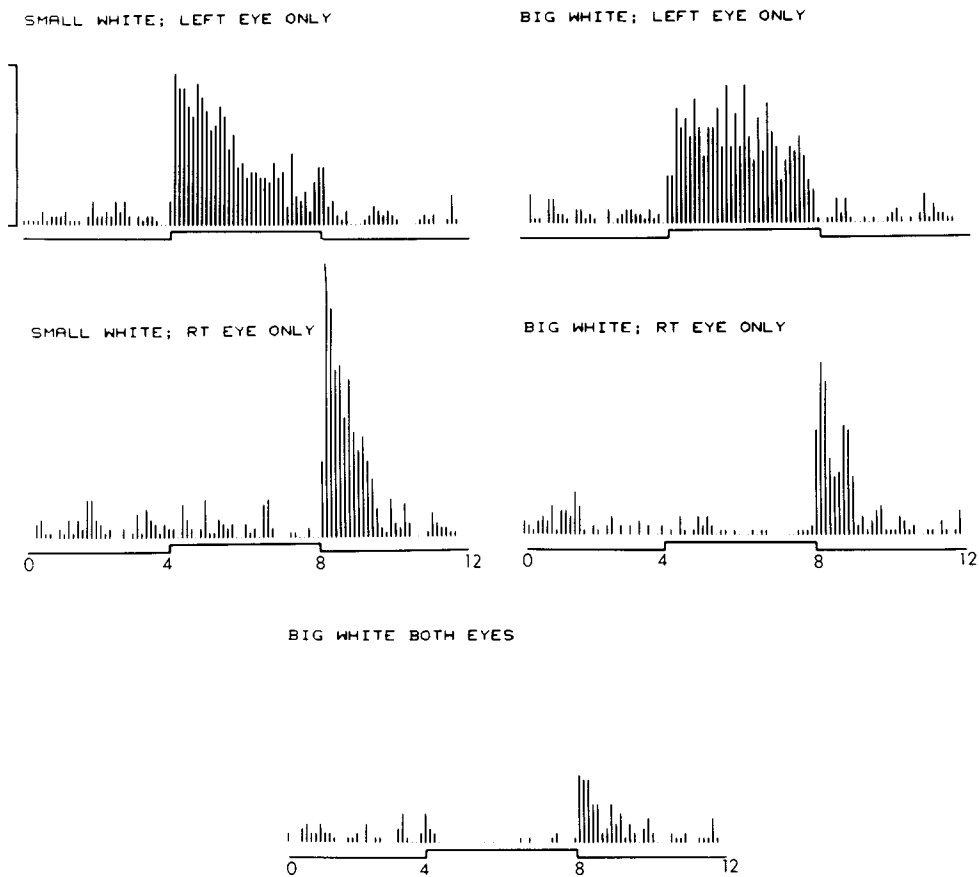 SMALL WHITE; LEFT EYE ONLY
BIG WHITE; LEFT EYE ONLY
SMALL WHITE; RT EYE ONLY
BIG WHITE; RT EYE ONLY
0 4 8 12
0 4 8 12
BIG WHITE BOTH EYES
0 4 8 12